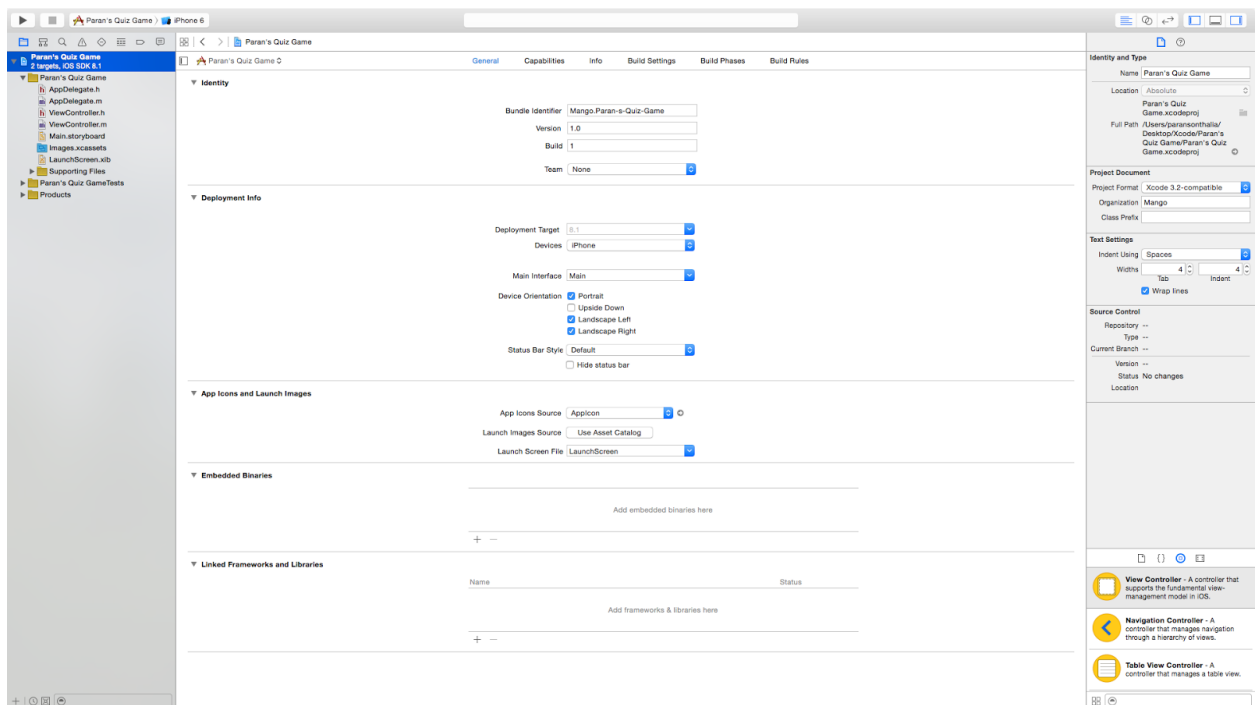 Paran's Quiz Game
iPhone 6
Paran's Quiz Game
2 targets, iOS SDK 8.1
Paran's Quiz Game
AppDelegate.h
AppDelegate.m
ViewController.h
ViewController.m
Main.storyboard
Images.xcassets
LaunchScreen.xib
Supporting Files
Paran's Quiz GameTests
Products
Paran's Quiz Game
Paran's Quiz Game
General Capabilities Info Build Settings Build Phases Build Rules
Identity
Bundle Identifier Mango.Paran-s-Quiz-Game
Version 1.0
Build 1
Team None
Deployment Info
Deployment Target 8.1
Devices iPhone
Main Interface Main
Device Orientation Portrait
Upside Down
Landscape Left
Landscape Right
Status Bar Style Default
Hide status bar
App Icons and Launch Images
App Icons Source AppIcon
Launch Images Source Use Asset Catalog
Launch Screen File LaunchScreen
Embedded Binaries
Add embedded binaries here
Linked Frameworks and Libraries
Name Status
Add frameworks & libraries here
Identity and Type
Name Paran's Quiz Game
Location Absolute
Paran's Quiz
Game.xcodeproj
Full Path /Users/paransonthalia/
Desktop/Xcode/Paran's
Quiz Game/Paran's Quiz
Game.xcodeproj
Project Document
Project Format Xcode 3.2-compatible
Organization Mango
Class Prefix
Text Settings
Indent Using Spaces
Widths 4 4
Tab Indent
Wrap lines
Source Control
Repository --
Type --
Current Branch --
Version --
Status No changes
Location
View Controller - A controller that
supports the fundamental view-
management model in iOS.
Navigation Controller - A
controller that manages navigation
through a hierarchy of views.
Table View Controller - A
controller that manages a table view.